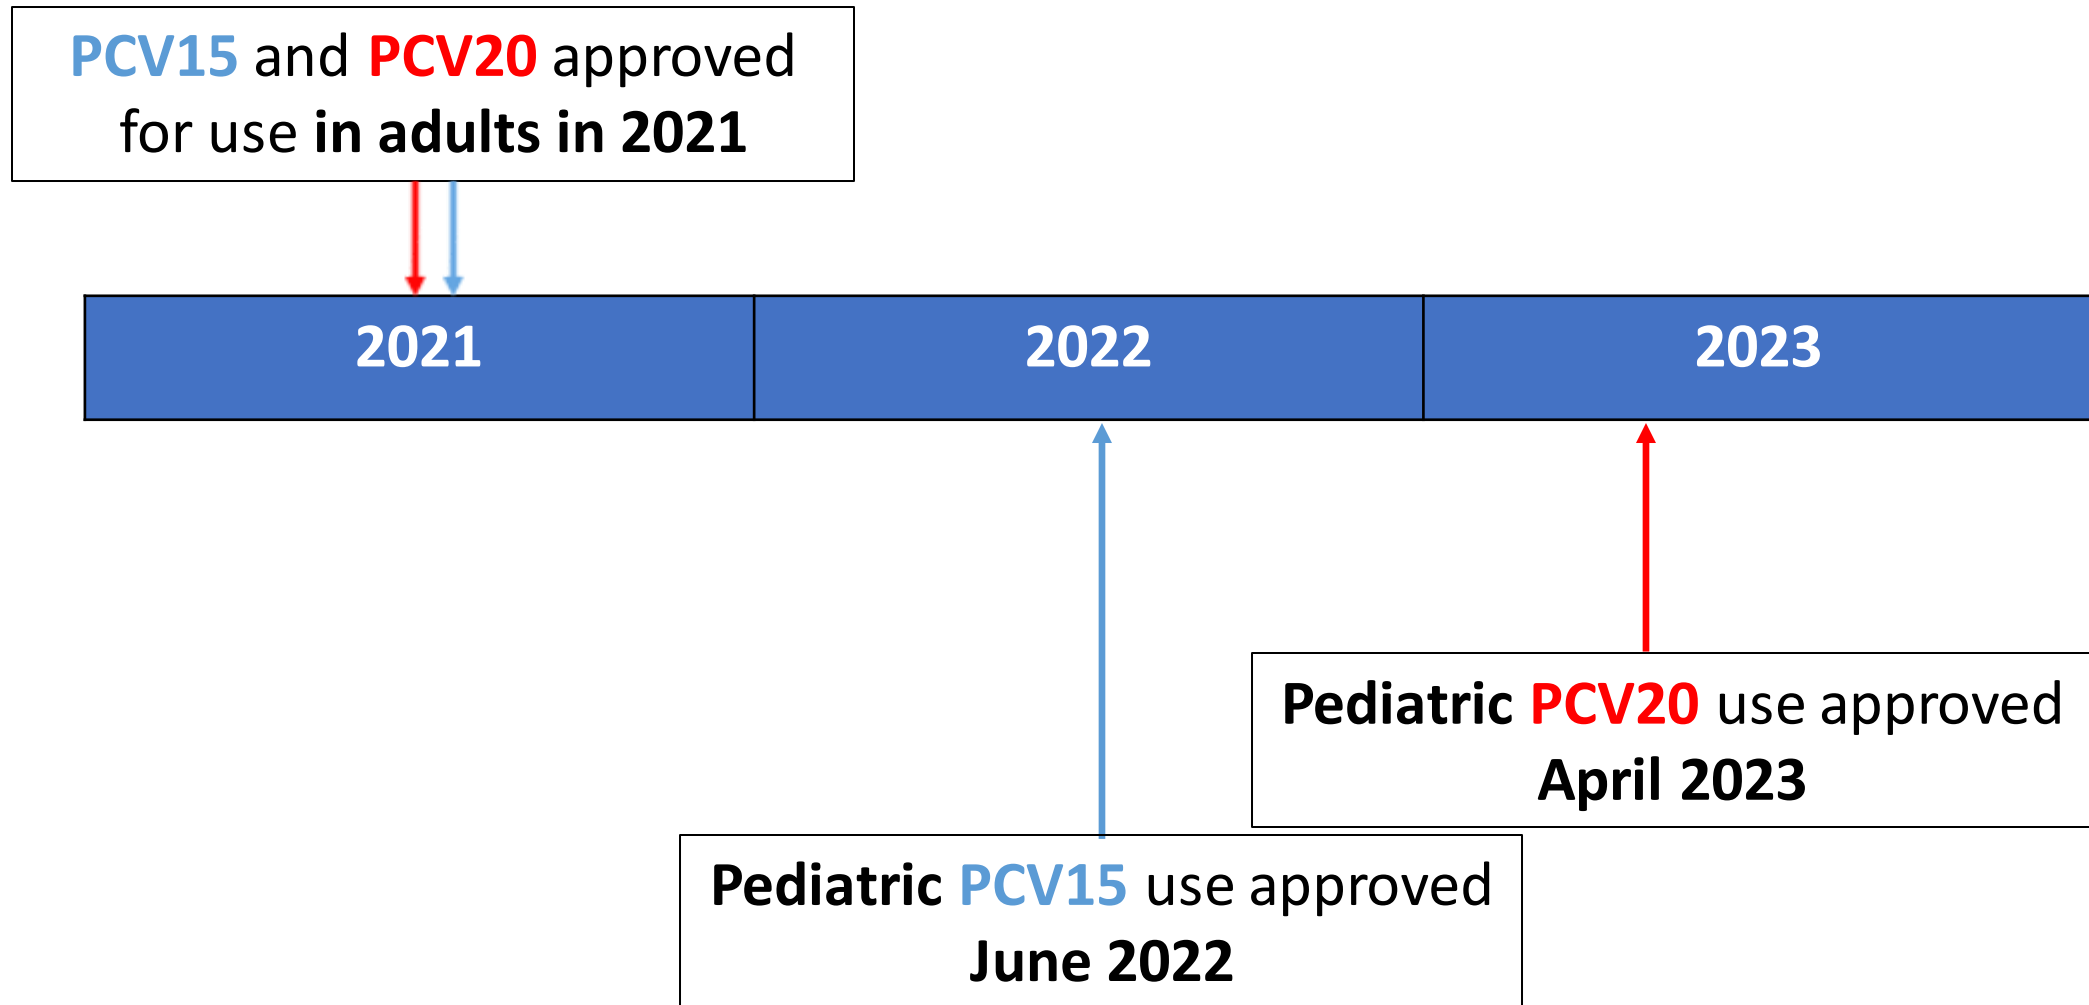 PCV15 and PCV20 approved
for use in adults in 2021
2021
2022
2023
Pediatric PCV20 use approved
April 2023
Pediatric PCV15 use approved
June 2022